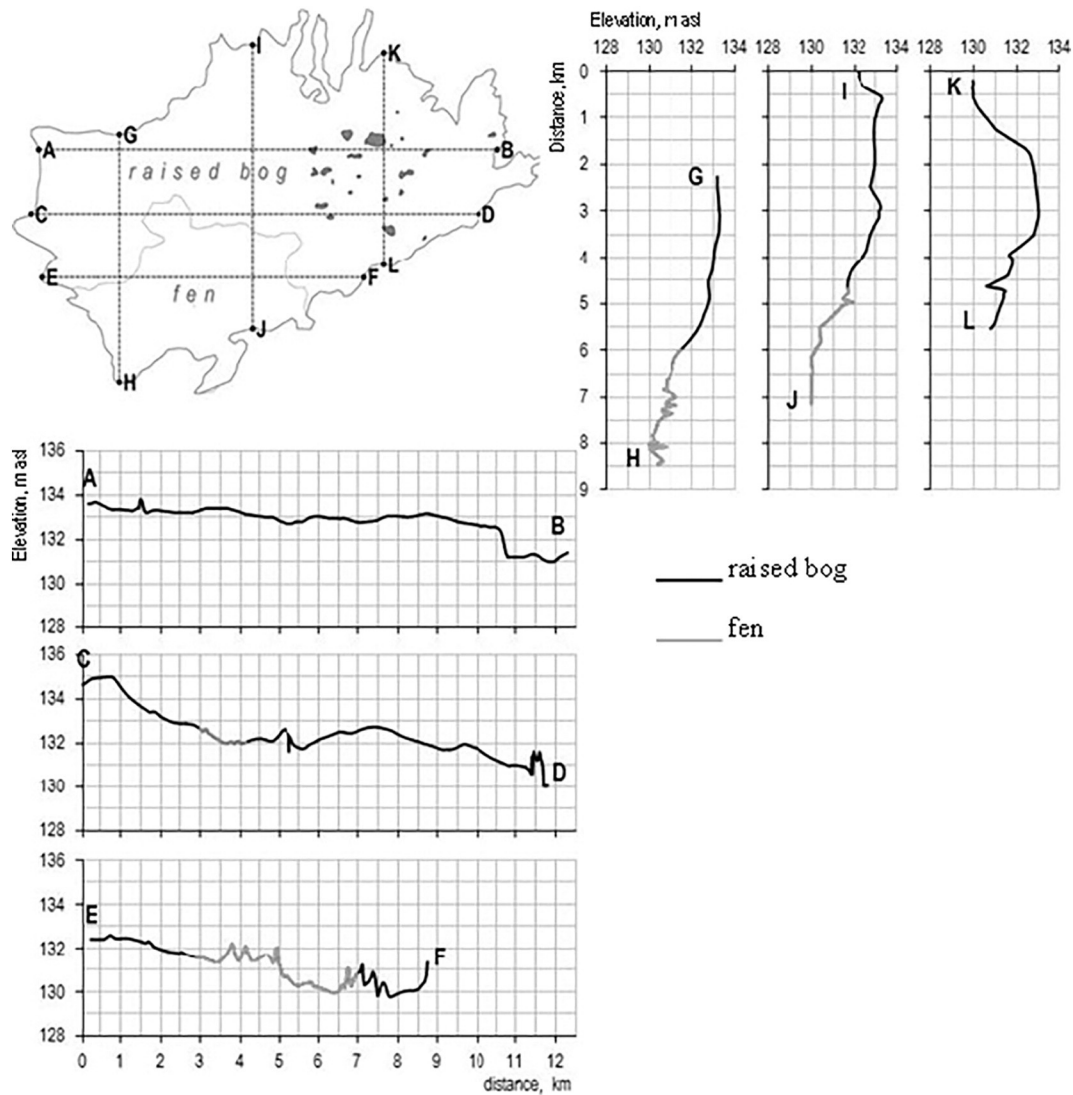 I
K
G
A
raised bog
B
C
D
E
L
F
fen
J
H
Elevation, m asl
128 130 132 134 128 130 132 134 128 130 132 134
Distance, km
0
1
2
3
4
5
6
7
8
9
G
H
I
J
K
L
Elevation, m asl
136
134
132
130
128
A
B
raised bog
fen
136
134
132
130
128
C
D
136
134
132
130
128
E
F
0 1 2 3 4 5 6 7 8 9 10 11 12
distance, km